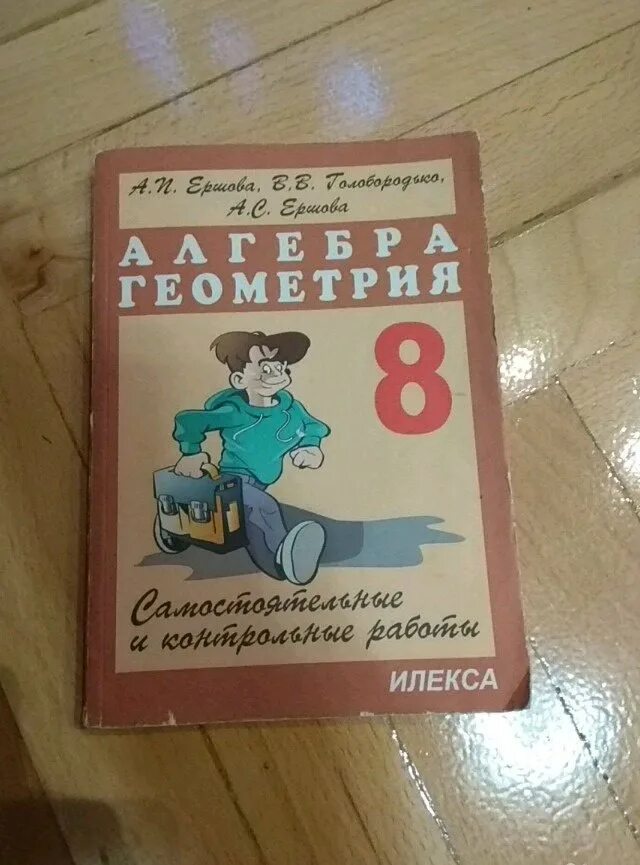 А.П. Ершова, В.В. Голобородько,
А.С. Ершова
АЛГЕБРА
ГЕОМЕТРИЯ
8
Самостоятельные
и контрольные работы
ИЛЕКСА